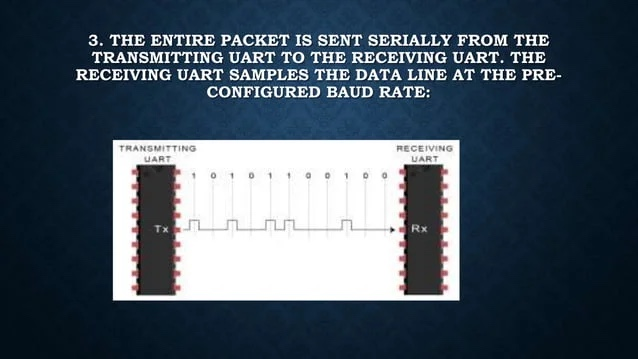 3. THE ENTIRE PACKET IS SENT SERIALLY FROM THE
TRANSMITTING UART TO THE RECEIVING UART. THE
RECEIVING UART SAMPLES THE DATA LINE AT THE PRE-
CONFIGURED BAUD RATE:
TRANSMITTING
UART
RECEIVING
UART
1 0 1 0 1 1 0 0 1 0 0
Tx
Rx